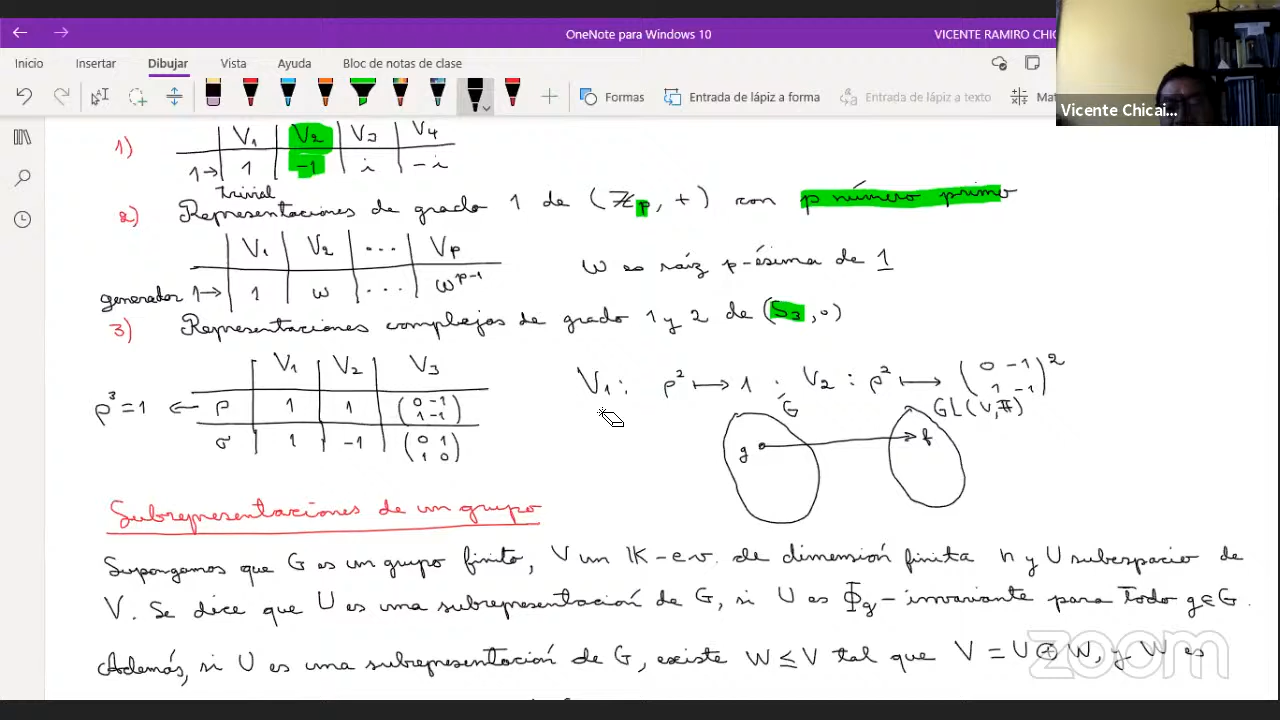 OneNote para Windows 10 VICENTE RAMIRO CHIC
Vicente Chicai...
Inicio Insertar Dibujar Vista Ayuda Bloc de notas de clase
Formas Entrada de lápiz a forma Entrada de lápiz a texto Mat
1) V₁ V₂ V₃ V₄
1→ 1 -1 i -i
trivial
2) Representaciones de grado 1 de (ℤp, +) con p número primo
V₁ V₂ ... Vp
w es raíz p-ésima de 1
generador 1→ 1 w ... w^{p-1}
3) Representaciones complejas de grado 1 y 2 de (S₃, ∘)
V₁ V₂ V₃
V₁: ρ² ⟼ 1 ; V₂: ρ² ⟼ (0 -1 / 1 -1)²
ρ³ = 1 ← ρ 1 1 (0 -1 / 1 -1)
G GL(V, K)
σ 1 -1 (0 1 / 1 0)
g f
Subrepresentaciones de un grupo
Supongamos que G es un grupo finito, V un K-e.v. de dimensión finita n y U subespacio de
V. Se dice que U es una subrepresentación de G, si U es Φg-invariante para todo g∈G.
Además, si U es una subrepresentación de G, existe W ≤ V tal que V = U ⊕ W, y W es
zoom